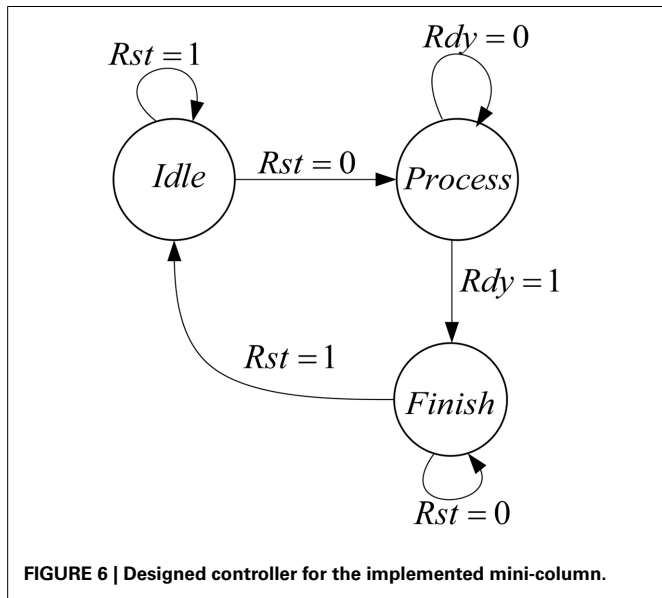 Rst = 1
Rdy = 0
Idle
Rst = 0
Process
Rdy = 1
Rst = 1
Finish
Rst = 0
FIGURE 6 | Designed controller for the implemented mini-column.